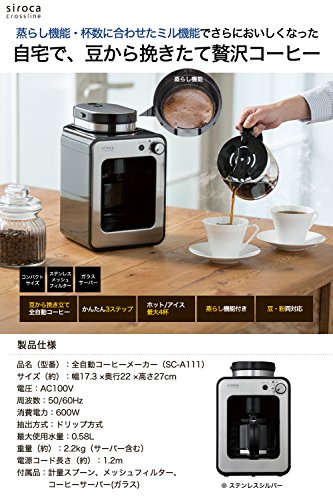 siroca
crossline
蒸らし機能・杯数に合わせたミル機能でさらにおいしくなった
自宅で、豆から挽きたて贅沢コーヒー
蒸らし機能
コンパクト
サイズ
ステンレス
メッシュ
フィルター
ガラス
サーバー
豆から挽き立て
全自動コーヒー
かんたん3ステップ
ホット/アイス
最大4杯
蒸らし機能付き
豆・粉両対応
製品仕様
品名（型番）：全自動コーヒーメーカー（SC-A111）
サイズ（約）：幅17.3×奥行22×高さ27cm
電圧：AC100V
周波数：50/60Hz
消費電力：600W
抽出方式：ドリップ方式
最大使用水量：0.58L
重量（約）：2.2kg（サーバー含む）
電源コード長さ（約）：1.2m
付属品：計量スプーン、メッシュフィルター、
コーヒーサーバー(ガラス)
ステンレスシルバー